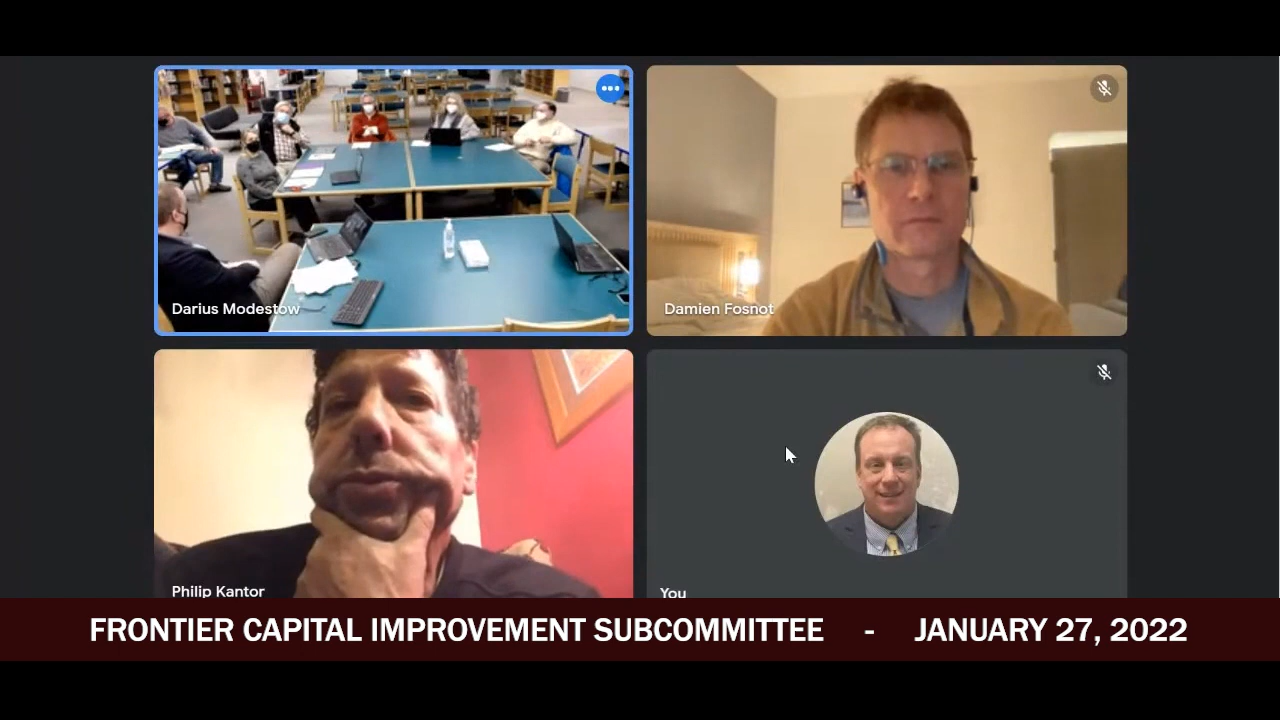 Darius Modestow
Damien Fosnot
Philip Kantor
You
FRONTIER CAPITAL IMPROVEMENT SUBCOMMITTEE - JANUARY 27, 2022